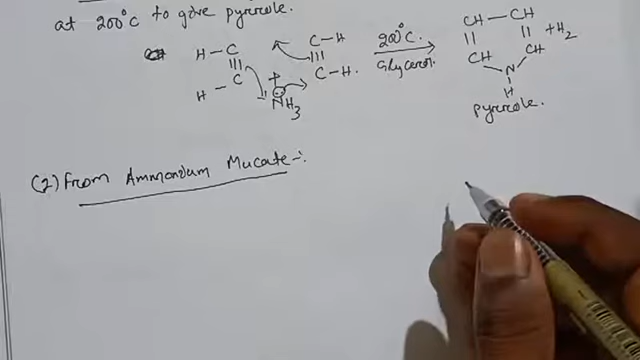 at 200°C to give pyrrole.
H-C C-H 200°C. CH-CH
||| ||| Glycerol || || +H2
H-C + C-H. CH CH
:NH3 N
H
pyrrole.
(2) From Ammonium Mucate-: